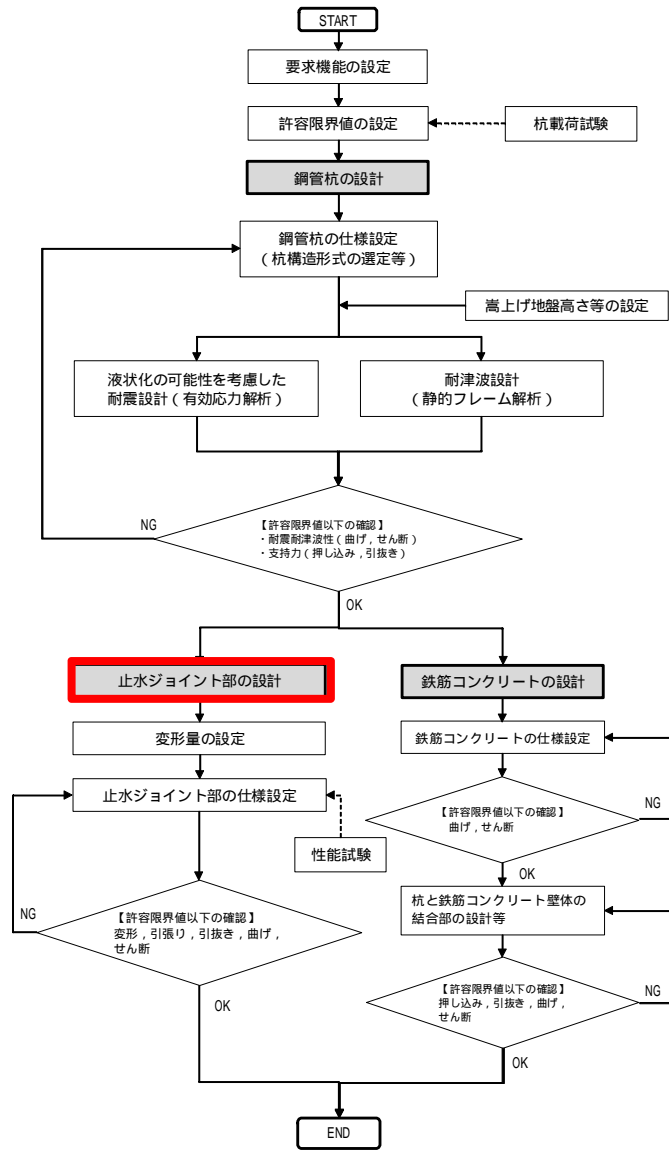 START
要求機能の設定
許容限界値の設定
杭載荷試験
鋼管杭の設計
鋼管杭の仕様設定
(杭構造形式の選定等)
嵩上げ地盤高さ等の設定
液状化の可能性を考慮した
耐震設計(有効応力解析)
耐津波設計
(静的フレーム解析)
NG
【許容限界値以下の確認】
・耐震耐津波性(曲げ,せん断)
・支持力(押し込み,引抜き)
OK
止水ジョイント部の設計
変形量の設定
止水ジョイント部の仕様設定
性能試験
NG
【許容限界値以下の確認】
変形,引張り,引抜き,曲げ,
せん断
OK
鉄筋コンクリートの設計
鉄筋コンクリートの仕様設定
【許容限界値以下の確認】
曲げ,せん断
NG
OK
杭と鉄筋コンクリート壁体の
結合部の設計等
【許容限界値以下の確認】
押し込み,引抜き,曲げ,
せん断
NG
OK
END